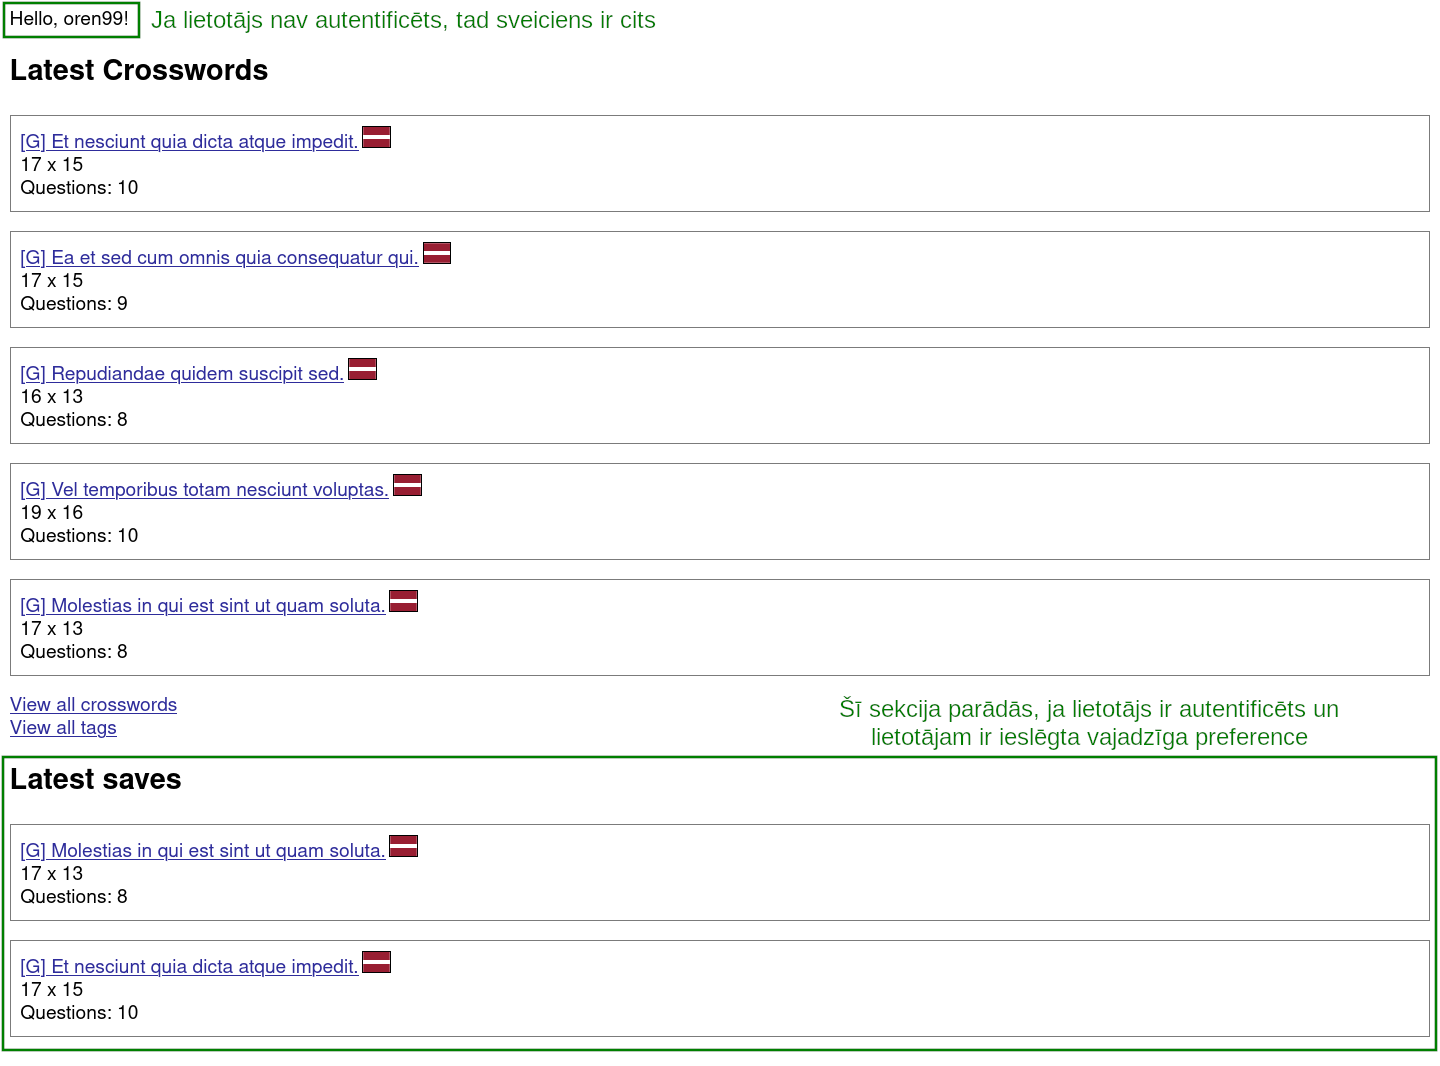 Hello, oren99!
Ja lietotājs nav autentificēts, tad sveiciens ir cits
Latest Crosswords
[G] Et nesciunt quia dicta atque impedit.
17 x 15
Questions: 10
[G] Ea et sed cum omnis quia consequatur qui.
17 x 15
Questions: 9
[G] Repudiandae quidem suscipit sed.
16 x 13
Questions: 8
[G] Vel temporibus totam nesciunt voluptas.
19 x 16
Questions: 10
[G] Molestias in qui est sint ut quam soluta.
17 x 13
Questions: 8
View all crosswords
View all tags
Šī sekcija parādās, ja lietotājs ir autentificēts un
lietotājam ir ieslēgta vajadzīga preference
Latest saves
[G] Molestias in qui est sint ut quam soluta.
17 x 13
Questions: 8
[G] Et nesciunt quia dicta atque impedit.
17 x 15
Questions: 10